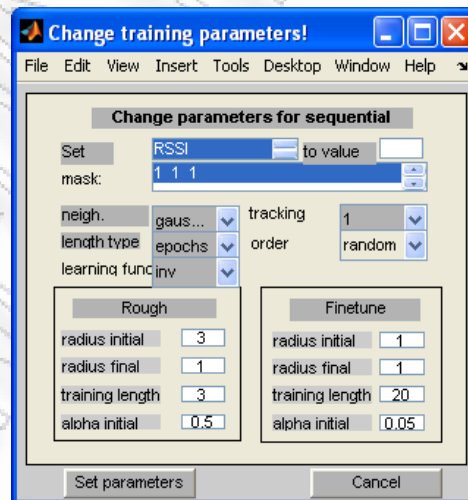 Change training parameters!
File Edit View Insert Tools Desktop Window Help
Change parameters for sequential
Set RSSI to value
mask: 1 1 1
neigh. gaus... tracking 1
length type epochs order random
learning func inv
Rough
radius initial 3
radius final 1
training length 3
alpha initial 0.5
Finetune
radius initial 1
radius final 1
training length 20
alpha initial 0.05
Set parameters Cancel